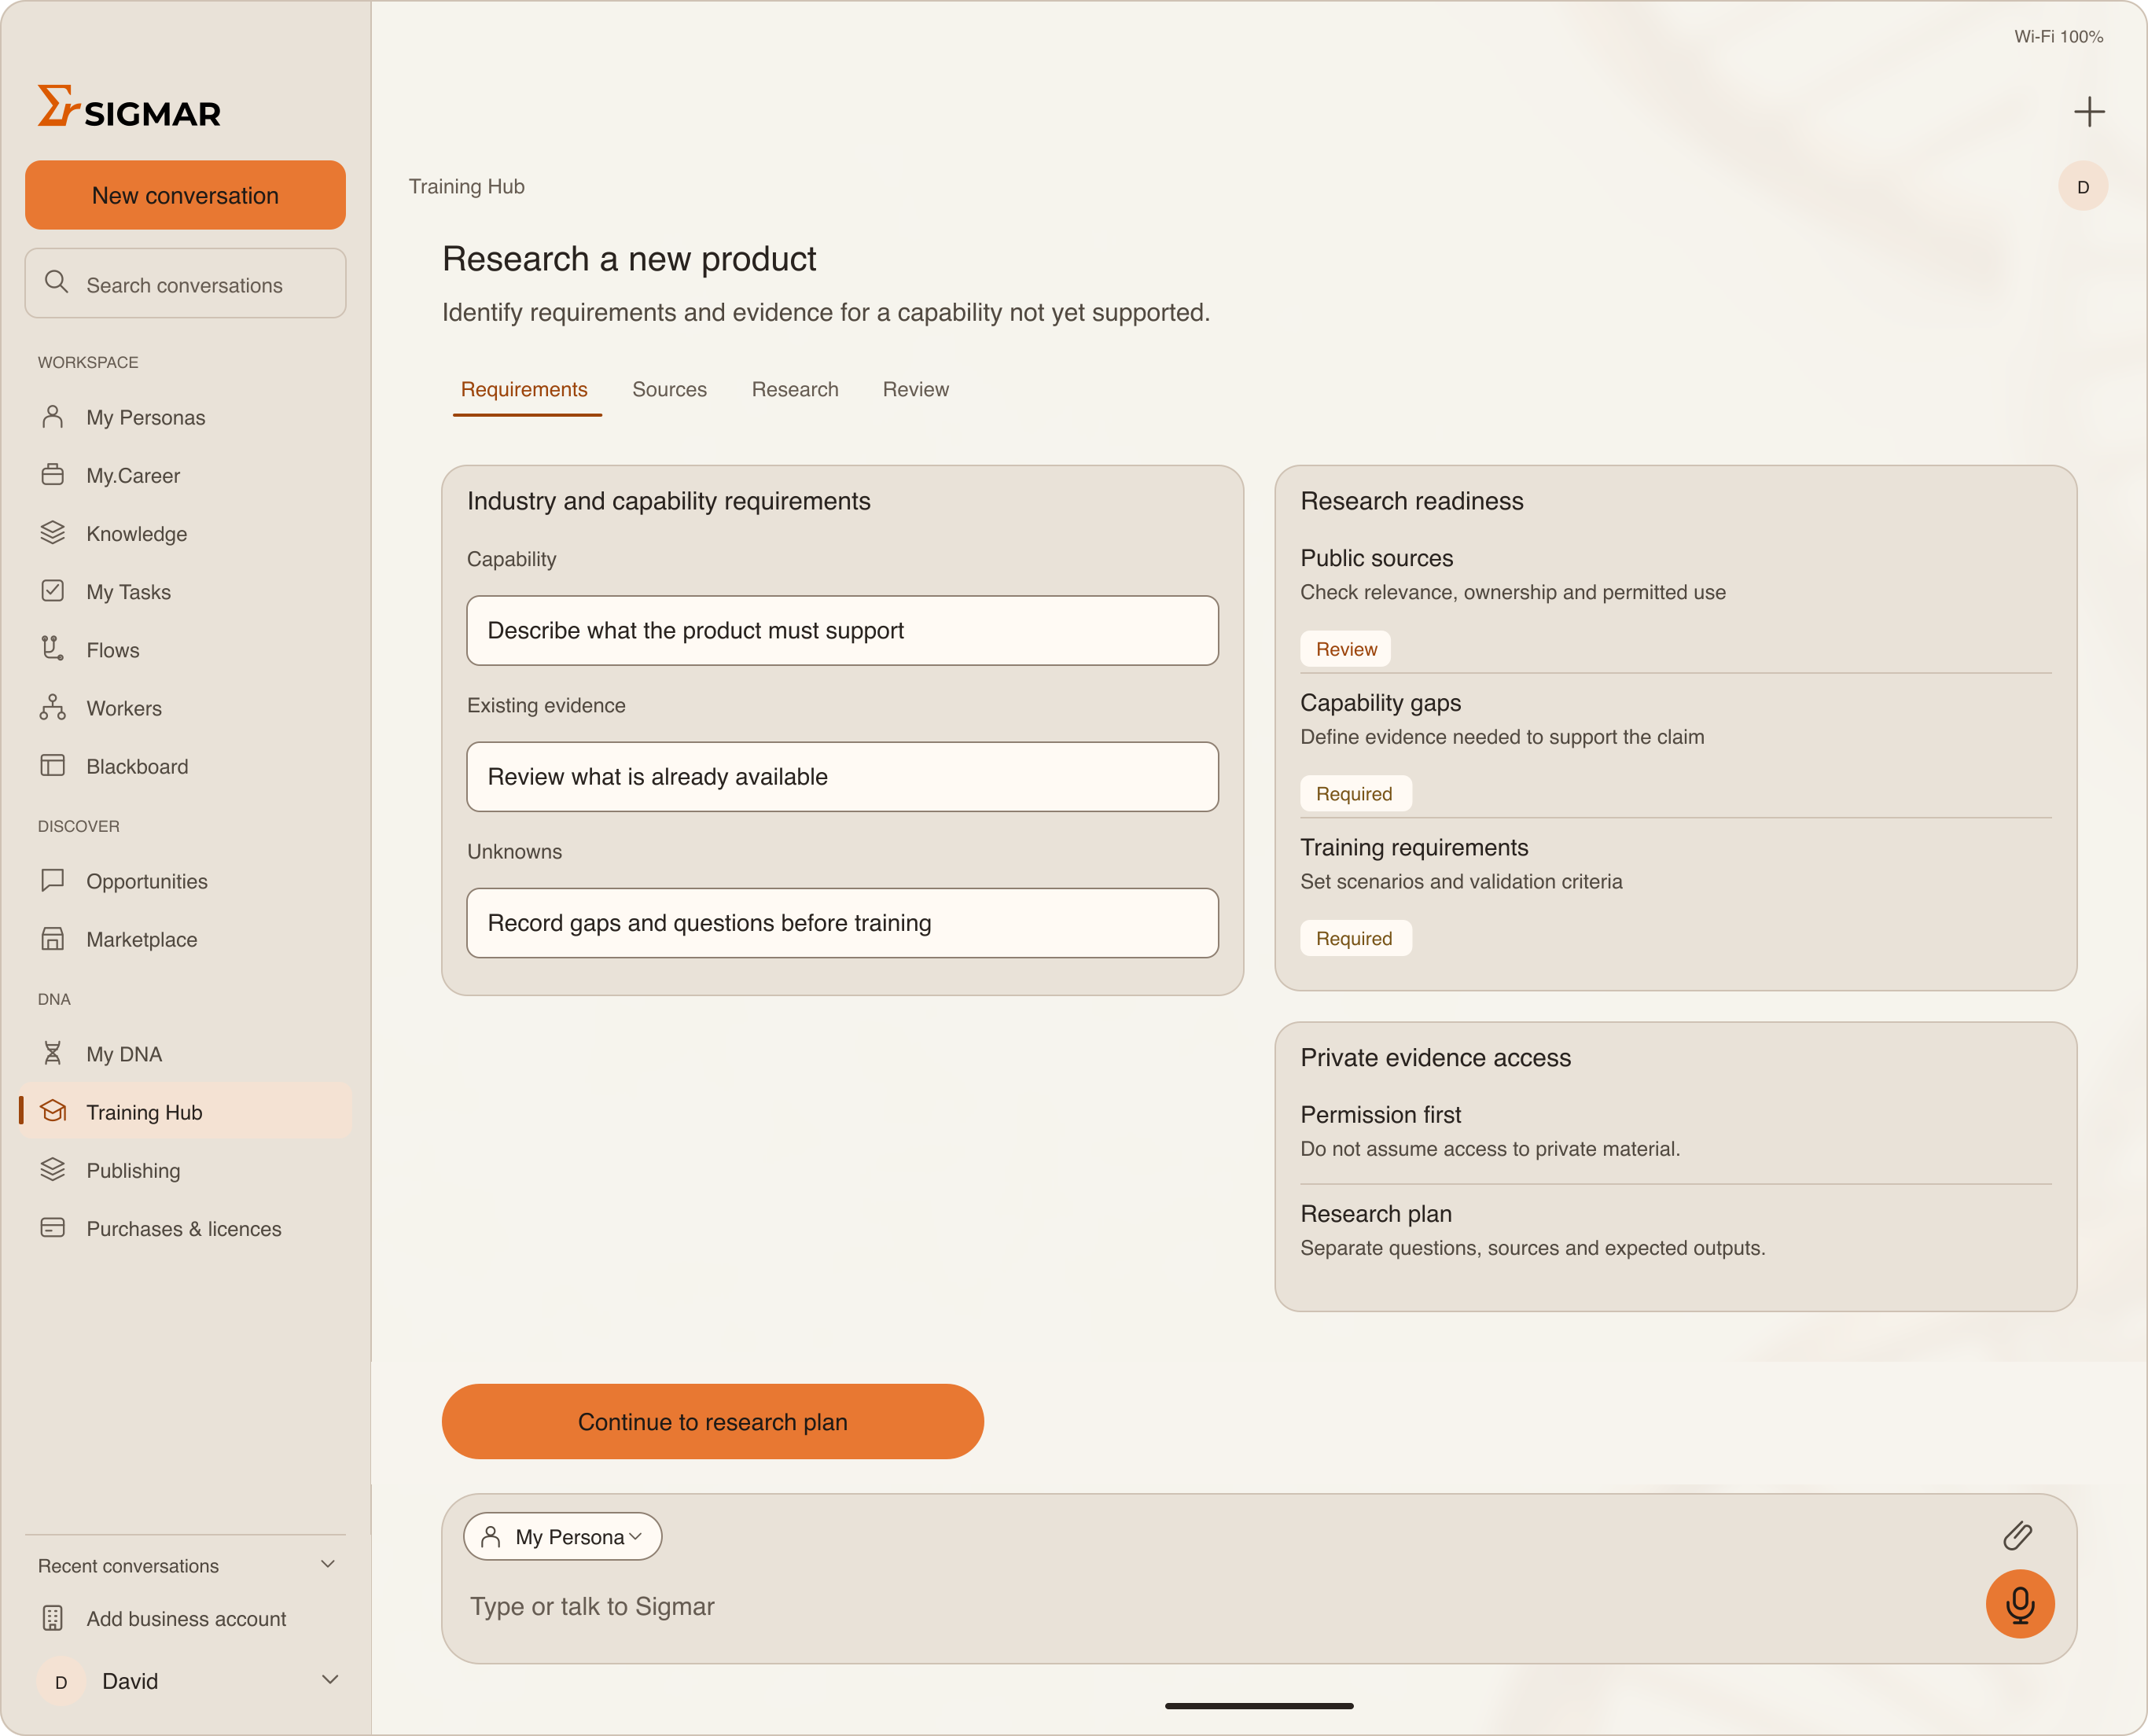 Wi-Fi 100%
Σr SIGMAR
New conversation
Search conversations
WORKSPACE
My Personas
My.Career
Knowledge
My Tasks
Flows
Workers
Blackboard
DISCOVER
Opportunities
Marketplace
DNA
My DNA
Training Hub
Publishing
Purchases & licences
Recent conversations
Add business account
D
David
Training Hub
D
Research a new product
Identify requirements and evidence for a capability not yet supported.
Requirements
Sources
Research
Review
Industry and capability requirements
Capability
Describe what the product must support
Existing evidence
Review what is already available
Unknowns
Record gaps and questions before training
Research readiness
Public sources
Check relevance, ownership and permitted use
Review
Capability gaps
Define evidence needed to support the claim
Required
Training requirements
Set scenarios and validation criteria
Required
Private evidence access
Permission first
Do not assume access to private material.
Research plan
Separate questions, sources and expected outputs.
Continue to research plan
My Persona
Type or talk to Sigmar